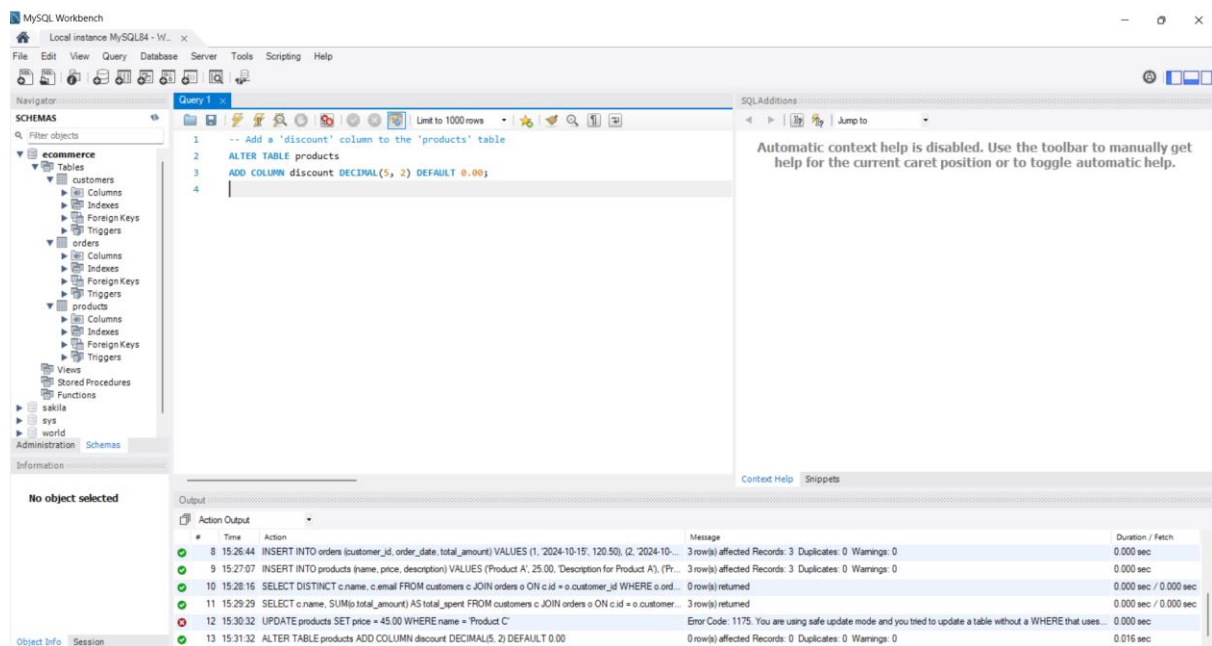 MySQL Workbench
Local instance MySQL84 - W...
File Edit View Query Database Server Tools Scripting Help
Navigator
SCHEMAS
Filter objects
ecommerce
Tables
customers
Columns
Indexes
Foreign Keys
Triggers
orders
Columns
Indexes
Foreign Keys
Triggers
products
Columns
Indexes
Foreign Keys
Triggers
Views
Stored Procedures
Functions
sakila
sys
world
Administration Schemas
Information
No object selected
Object Info Session
Query 1
Limit to 1000 rows
1 -- Add a 'discount' column to the 'products' table
2 ALTER TABLE products
3 ADD COLUMN discount DECIMAL(5, 2) DEFAULT 0.00;
4
SQLAdditions
Jump to
Automatic context help is disabled. Use the toolbar to manually get
help for the current caret position or to toggle automatic help.
Context Help Snippets
Output
Action Output
# Time Action Message Duration / Fetch
8 15:26:44 INSERT INTO orders (customer_id, order_date, total_amount) VALUES (1, '2024-10-15', 120.50), (2, '2024-10-... 3 row(s) affected Records: 3 Duplicates: 0 Warnings: 0 0.000 sec
9 15:27:07 INSERT INTO products (name, price, description) VALUES ('Product A', 25.00, 'Description for Product A'), ('Pr... 3 row(s) affected Records: 3 Duplicates: 0 Warnings: 0 0.000 sec
10 15:28:16 SELECT DISTINCT c.name, c.email FROM customers c JOIN orders o ON c.id = o.customer_id WHERE o.ord... 0 row(s) returned 0.000 sec / 0.000 sec
11 15:29:29 SELECT c.name, SUM(o.total_amount) AS total_spent FROM customers c JOIN orders o ON c.id = o.customer... 3 row(s) returned 0.000 sec / 0.000 sec
12 15:30:32 UPDATE products SET price = 45.00 WHERE name = 'Product C' Error Code: 1175. You are using safe update mode and you tried to update a table without a WHERE that uses... 0.000 sec
13 15:31:32 ALTER TABLE products ADD COLUMN discount DECIMAL(5, 2) DEFAULT 0.00 0 row(s) affected Records: 0 Duplicates: 0 Warnings: 0 0.016 sec